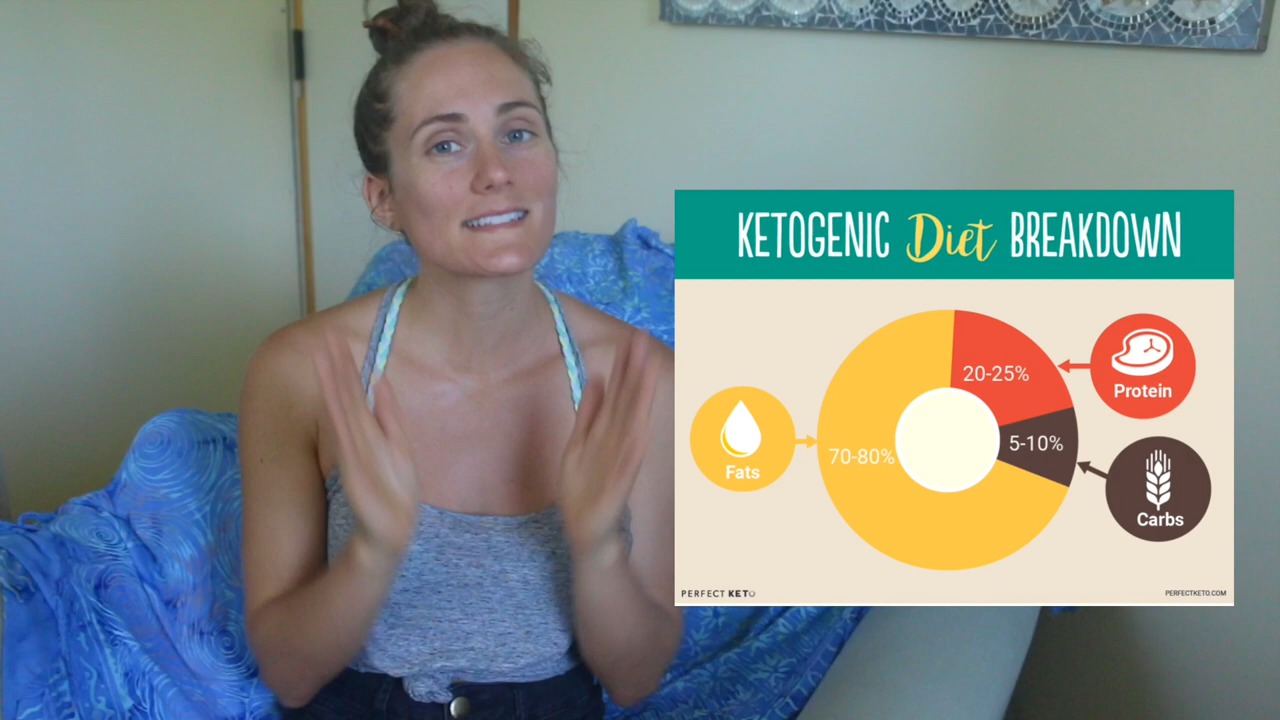 KETOGENIC Diet BREAKDOWN
20-25%
Protein
70-80%
5-10%
Fats
Carbs
PERFECT KETO
PERFECTKETO.COM